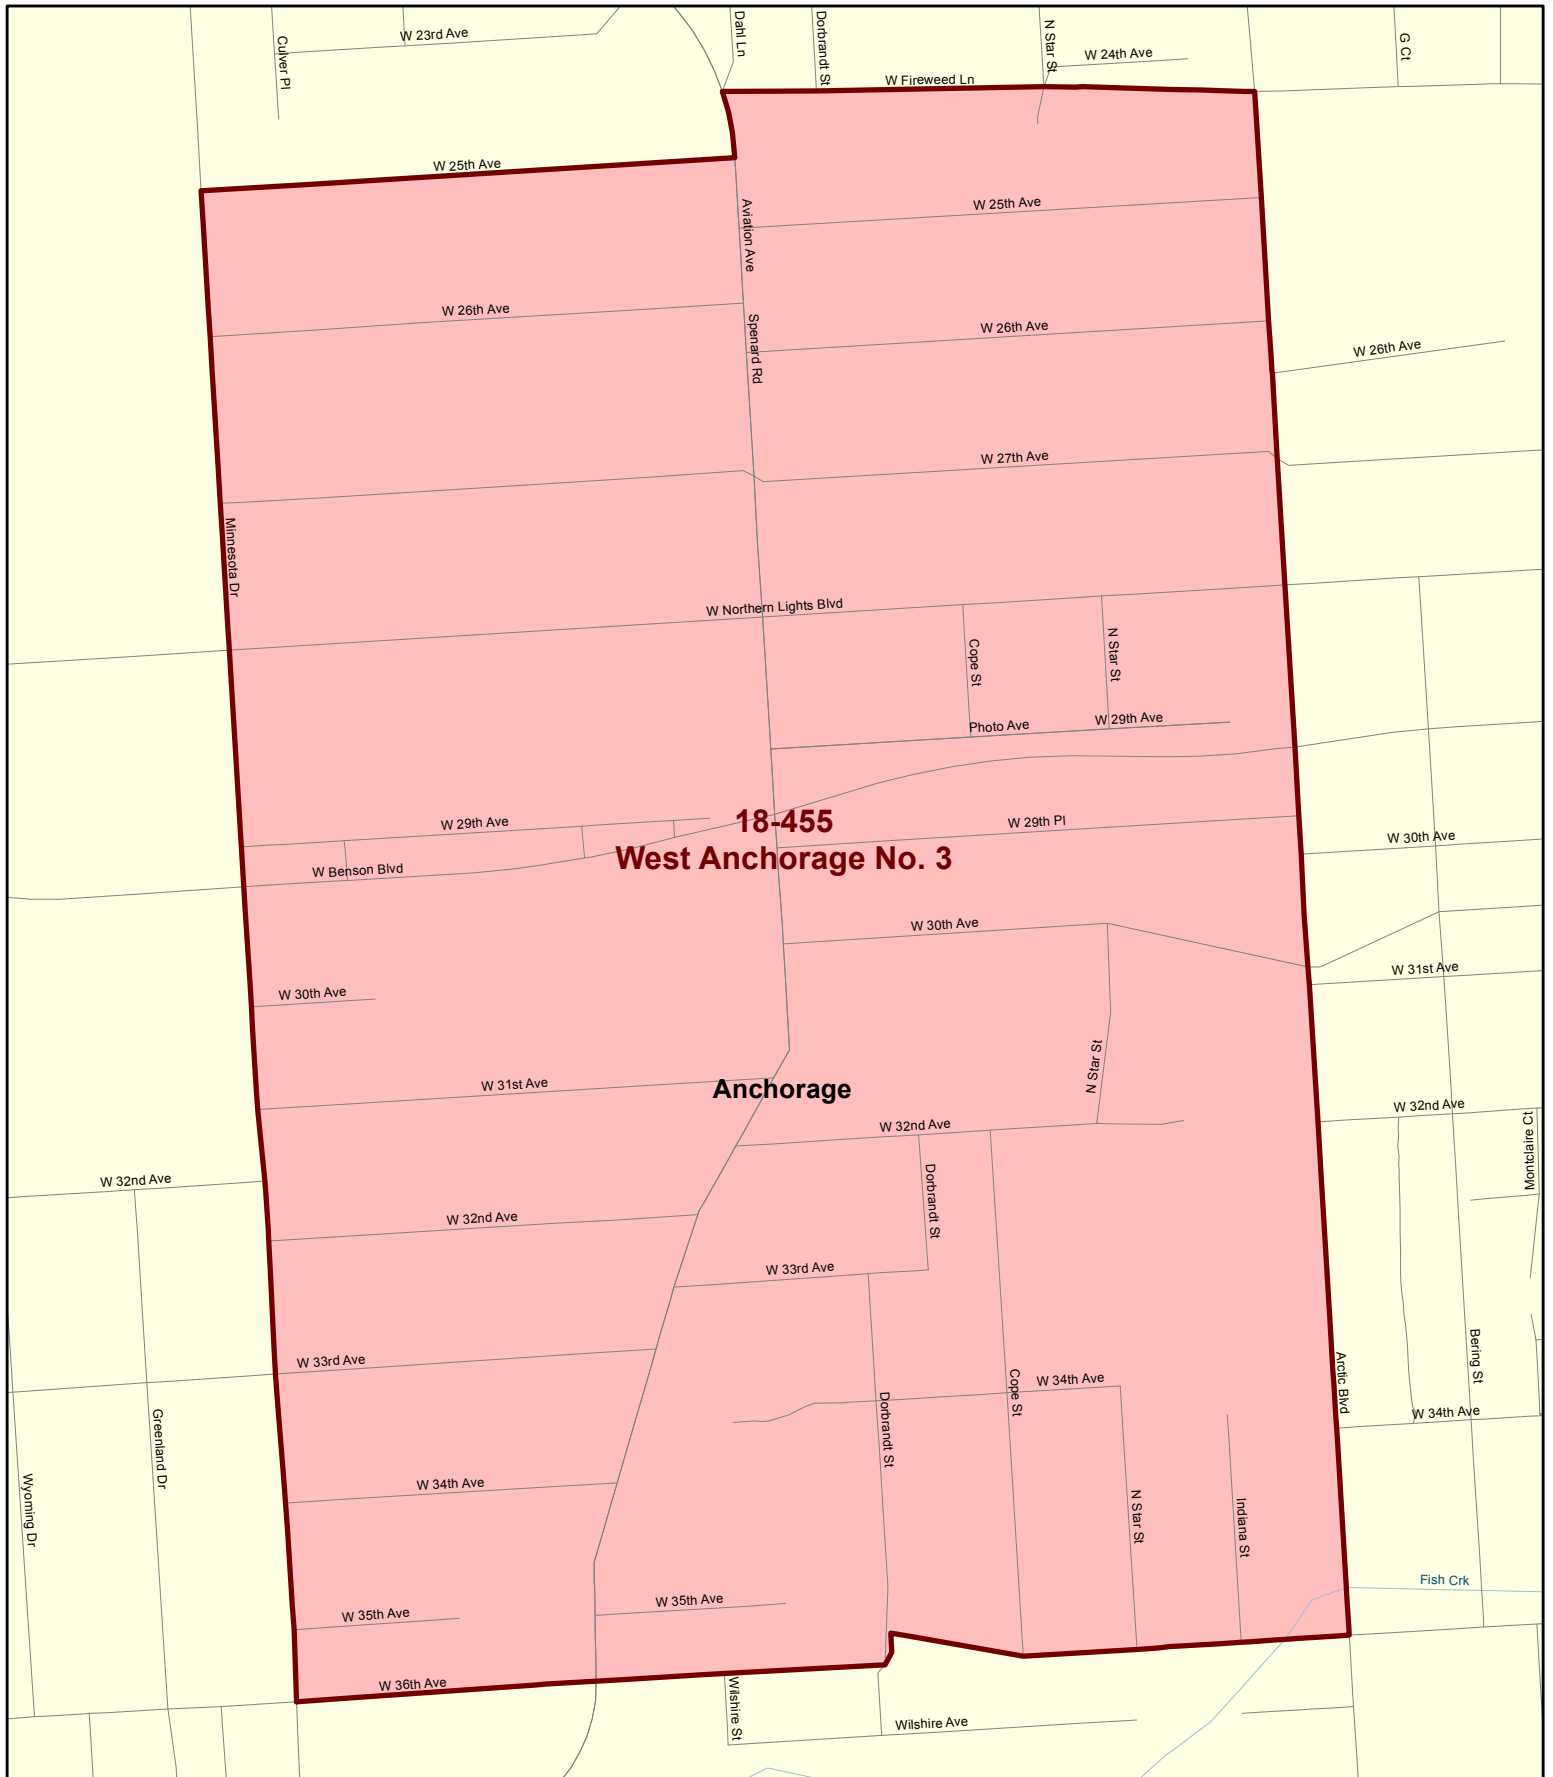 W 23rd Ave
Culver Pl
Dahl Ln
Dorbrandt St
N Star St
W 24th Ave
G Ct
W Fireweed Ln
W 25th Ave
Aviation Ave
W 25th Ave
W 26th Ave
Spenard Rd
W 26th Ave
W 26th Ave
W 27th Ave
Minnesota Dr
W Northern Lights Blvd
Cope St
N Star St
Photo Ave
W 29th Ave
W 29th Ave
18-455
West Anchorage No. 3
W 29th Pl
W 30th Ave
W Benson Blvd
W 30th Ave
W 31st Ave
W 30th Ave
N Star St
W 31st Ave
Anchorage
W 32nd Ave
W 32nd Ave
Montclaire Ct
W 32nd Ave
Dorbrandt St
W 32nd Ave
W 33rd Ave
W 33rd Ave
Bering St
Arctic Blvd
Cope St
W 34th Ave
Dorbrandt St
W 34th Ave
Greenland Dr
W 34th Ave
Wyoming Dr
N Star St
Indiana St
Fish Crk
W 35th Ave
W 35th Ave
W 36th Ave
Wilshire St
Wilshire Ave